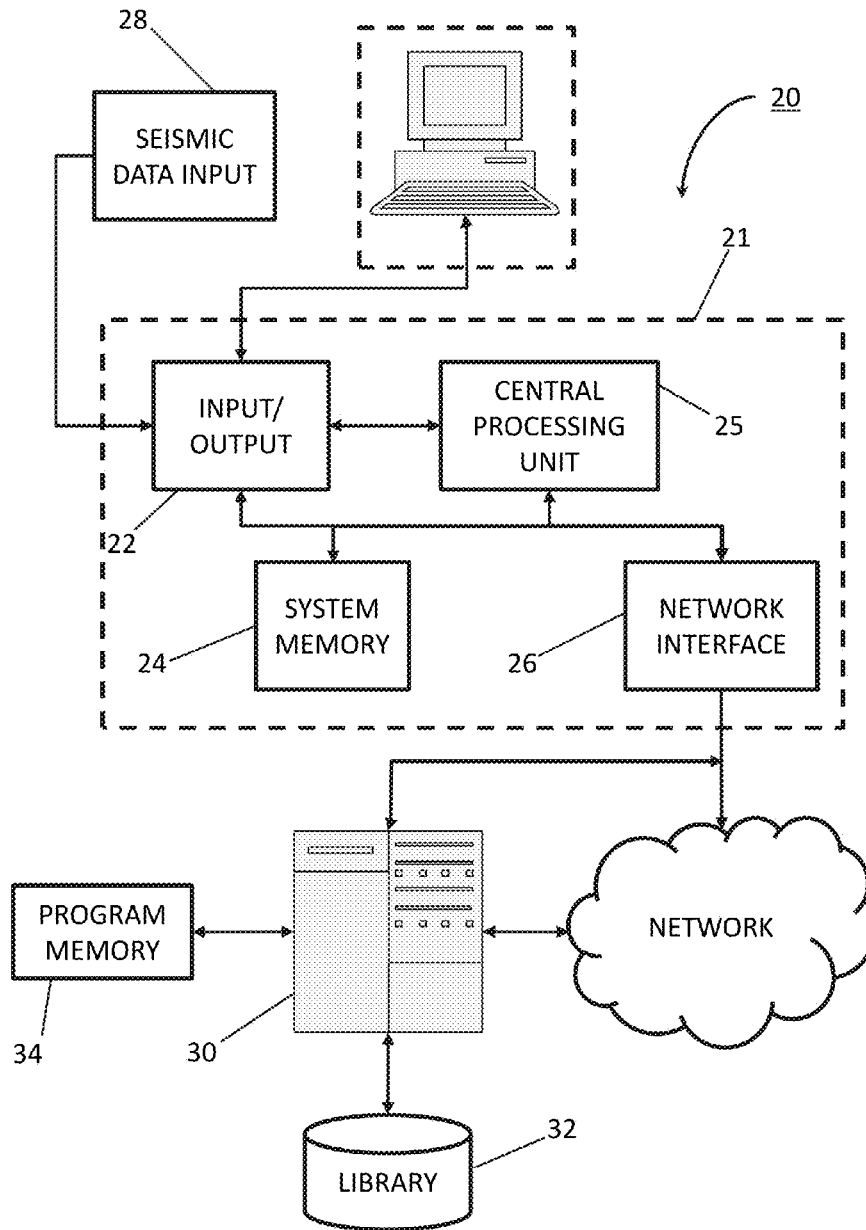 28
20
SEISMIC
DATA INPUT
21
INPUT/
OUTPUT
CENTRAL
PROCESSING
UNIT
25
22
SYSTEM
MEMORY
24
NETWORK
INTERFACE
26
PROGRAM
MEMORY
NETWORK
34
30
32
LIBRARY